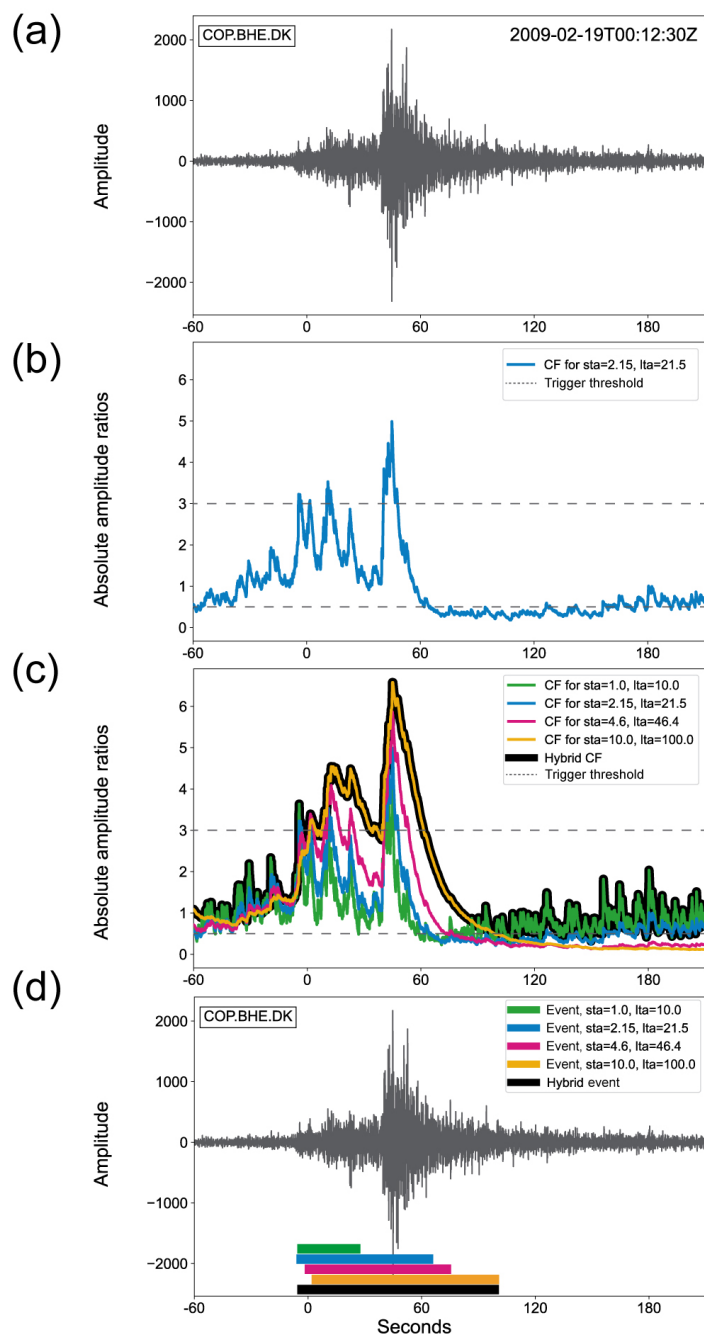 (a)
COP.BHE.DK
2009-02-19T00:12:30Z
Amplitude
2000
1000
0
−1000
−2000
-60
0
60
120
180
(b)
CF for sta=2.15, lta=21.5
Trigger threshold
Absolute amplitude ratios
6
5
4
3
2
1
0
-60
0
60
120
180
(c)
CF for sta=1.0, lta=10.0
CF for sta=2.15, lta=21.5
CF for sta=4.6, lta=46.4
CF for sta=10.0, lta=100.0
Hybrid CF
Trigger threshold
Absolute amplitude ratios
6
5
4
3
2
1
0
-60
0
60
120
180
(d)
COP.BHE.DK
Event, sta=1.0, lta=10.0
Event, sta=2.15, lta=21.5
Event, sta=4.6, lta=46.4
Event, sta=10.0, lta=100.0
Hybrid event
Amplitude
2000
1000
0
−1000
−2000
-60
0
60
120
180
Seconds